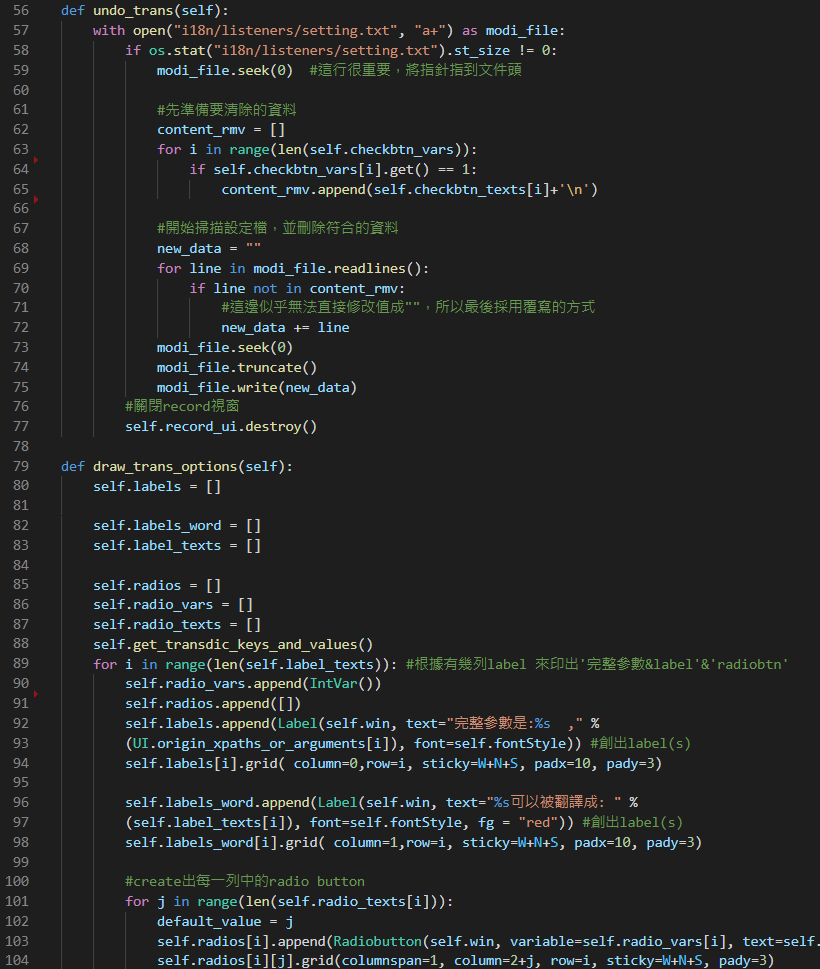 56 def undo_trans(self):
57 with open("i18n/listeners/setting.txt", "a+") as modi_file:
58 if os.stat("i18n/listeners/setting.txt").st_size != 0:
59 modi_file.seek(0)  #這行很重要，將指針指到文件頭
60
61 #先準備要清除的資料
62 content_rmv = []
63 for i in range(len(self.checkbtn_vars)):
64 if self.checkbtn_vars[i].get() == 1:
65 content_rmv.append(self.checkbtn_texts[i]+'\n')
66
67 #開始掃描設定檔，並刪除符合的資料
68 new_data = ""
69 for line in modi_file.readlines():
70 if line not in content_rmv:
71 #這邊似乎無法直接修改值成""，所以最後採用覆寫的方式
72 new_data += line
73 modi_file.seek(0)
74 modi_file.truncate()
75 modi_file.write(new_data)
76 #關閉record視窗
77 self.record_ui.destroy()
78
79 def draw_trans_options(self):
80 self.labels = []
81
82 self.labels_word = []
83 self.label_texts = []
84
85 self.radios = []
86 self.radio_vars = []
87 self.radio_texts = []
88 self.get_transdic_keys_and_values()
89 for i in range(len(self.label_texts)): #根據有幾列label 來印出'完整參數&label'&'radiobtn'
90 self.radio_vars.append(IntVar())
91 self.radios.append([])
92 self.labels.append(Label(self.win, text="完整參數是:%s  ," %
93 (UI.origin_xpaths_or_arguments[i]), font=self.fontStyle)) #創出label(s)
94 self.labels[i].grid( column=0,row=i, sticky=W+N+S, padx=10, pady=3)
95
96 self.labels_word.append(Label(self.win, text="%s可以被翻譯成: " %
97 (self.label_texts[i]), font=self.fontStyle, fg = "red")) #創出label(s)
98 self.labels_word[i].grid( column=1,row=i, sticky=W+N+S, padx=10, pady=3)
99
100 #create出每一列中的radio button
101 for j in range(len(self.radio_texts[i])):
102 default_value = j
103 self.radios[i].append(Radiobutton(self.win, variable=self.radio_vars[i], text=self.
104 self.radios[i][j].grid(columnspan=1, column=2+j, row=i, sticky=W+N+S, pady=3)